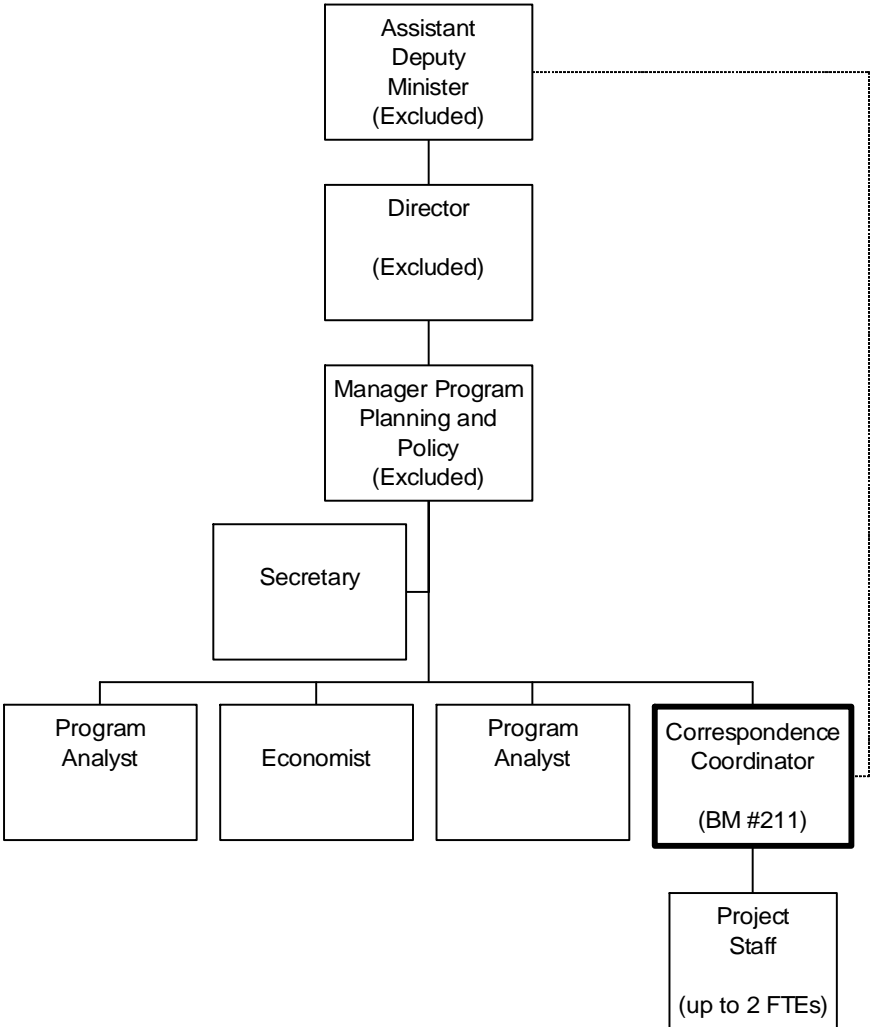 Assistant
Deputy
Minister
(Excluded)
Director
(Excluded)
Manager Program
Planning and
Policy
(Excluded)
Secretary
Program
Analyst
Economist
Program
Analyst
Correspondence
Coordinator
(BM #211)
Project
Staff
(up to 2 FTEs)